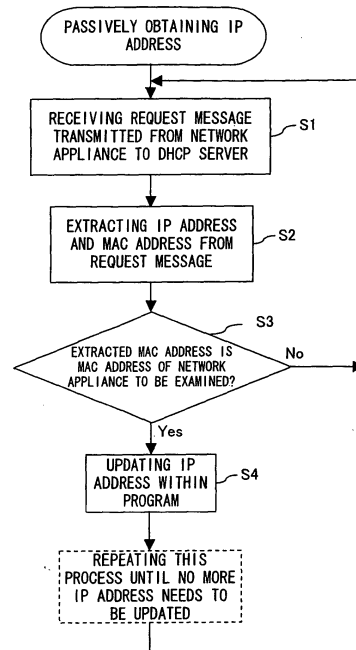 PASSIVELY OBTAINING IP
ADDRESS
RECEIVING REQUEST MESSAGE
TRANSMITTED FROM NETWORK
APPLIANCE TO DHCP SERVER
S1
EXTRACTING IP ADDRESS
AND MAC ADDRESS FROM
REQUEST MESSAGE
S2
S3
EXTRACTED MAC ADDRESS IS
MAC ADDRESS OF NETWORK
APPLIANCE TO BE EXAMINED?
No
Yes
UPDATING IP
ADDRESS WITHIN
PROGRAM
S4
REPEATING THIS
PROCESS UNTIL NO MORE
IP ADDRESS NEEDS TO
BE UPDATED